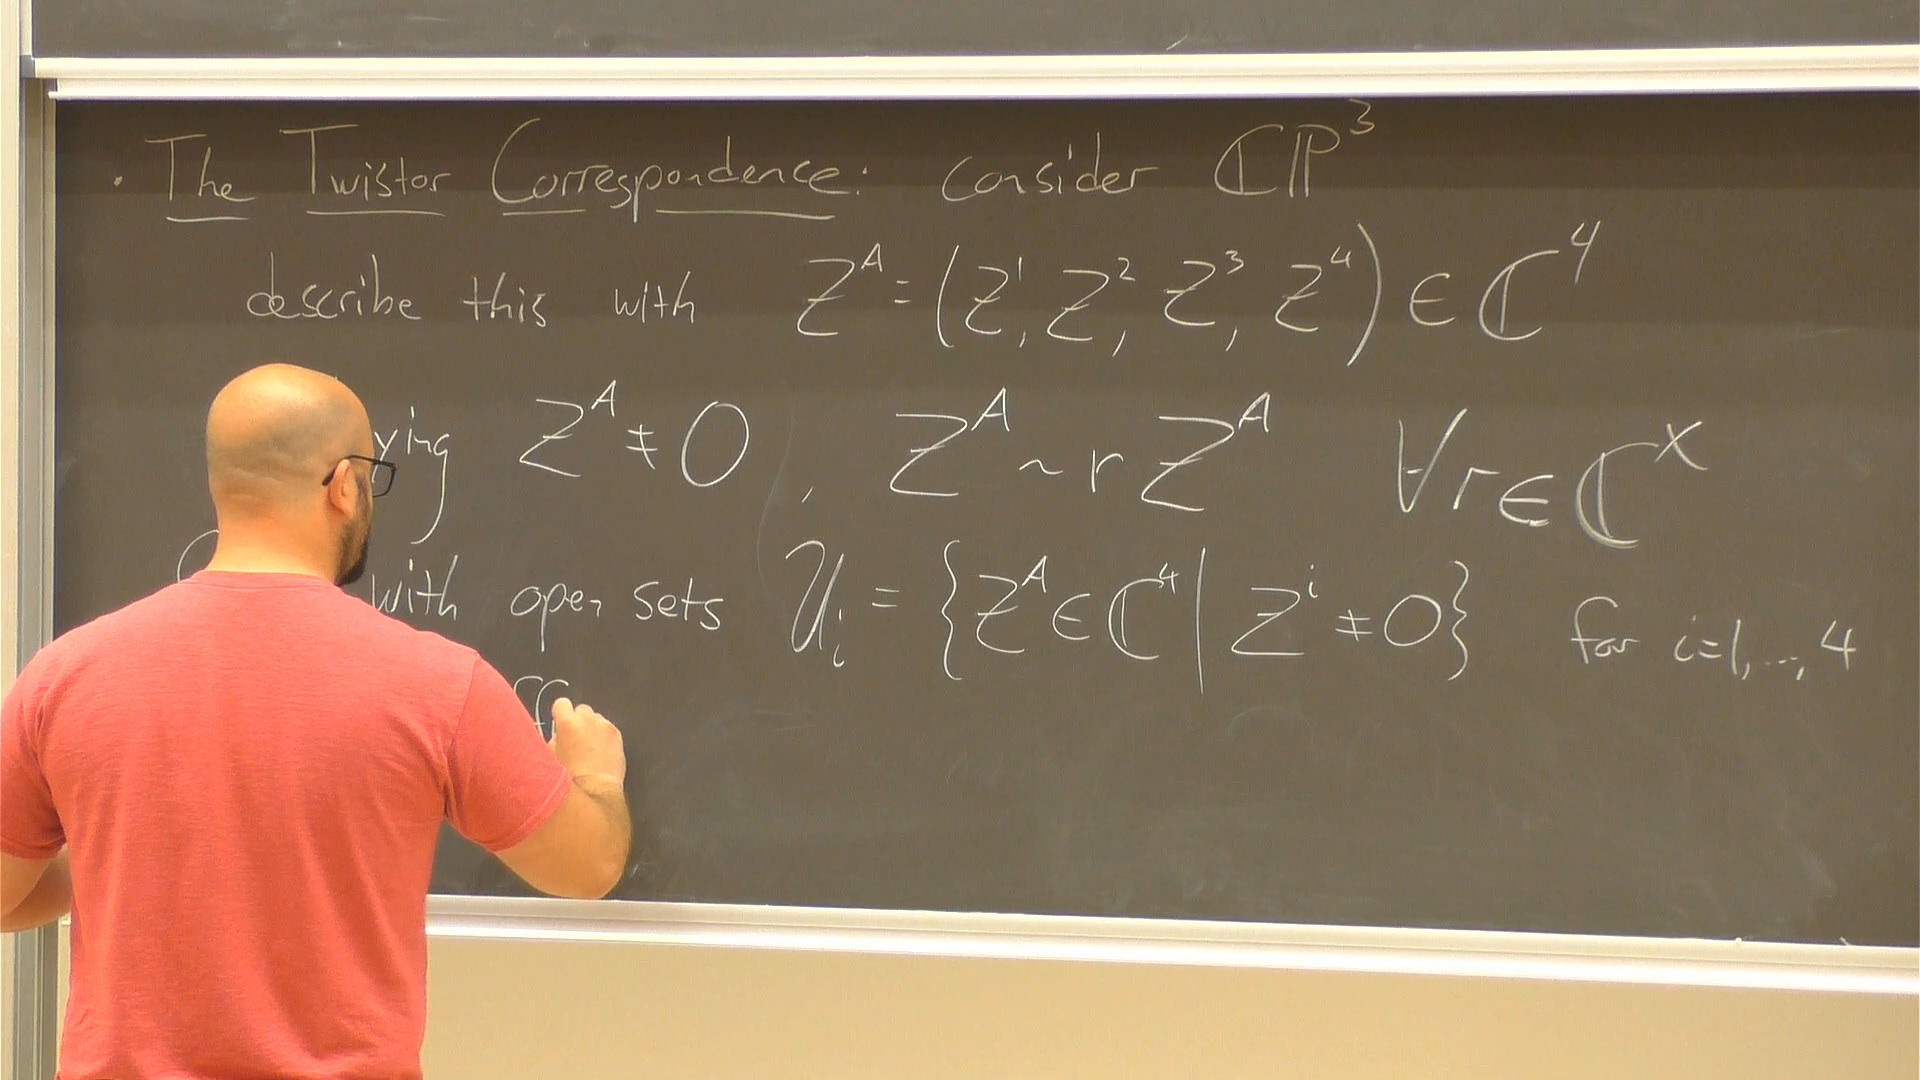 · The Twistor Correspondence: consider ℂℙ³
describe this with Z^A = (Z¹, Z², Z³, Z⁴) ∈ ℂ⁴
ying Z^A ≠ 0, Z^A ~ r Z^A ∀r∈ℂ^×
with open sets U_i = {Z^A ∈ ℂ⁴ | Z^i ≠ 0} for i=1,...,4
ff